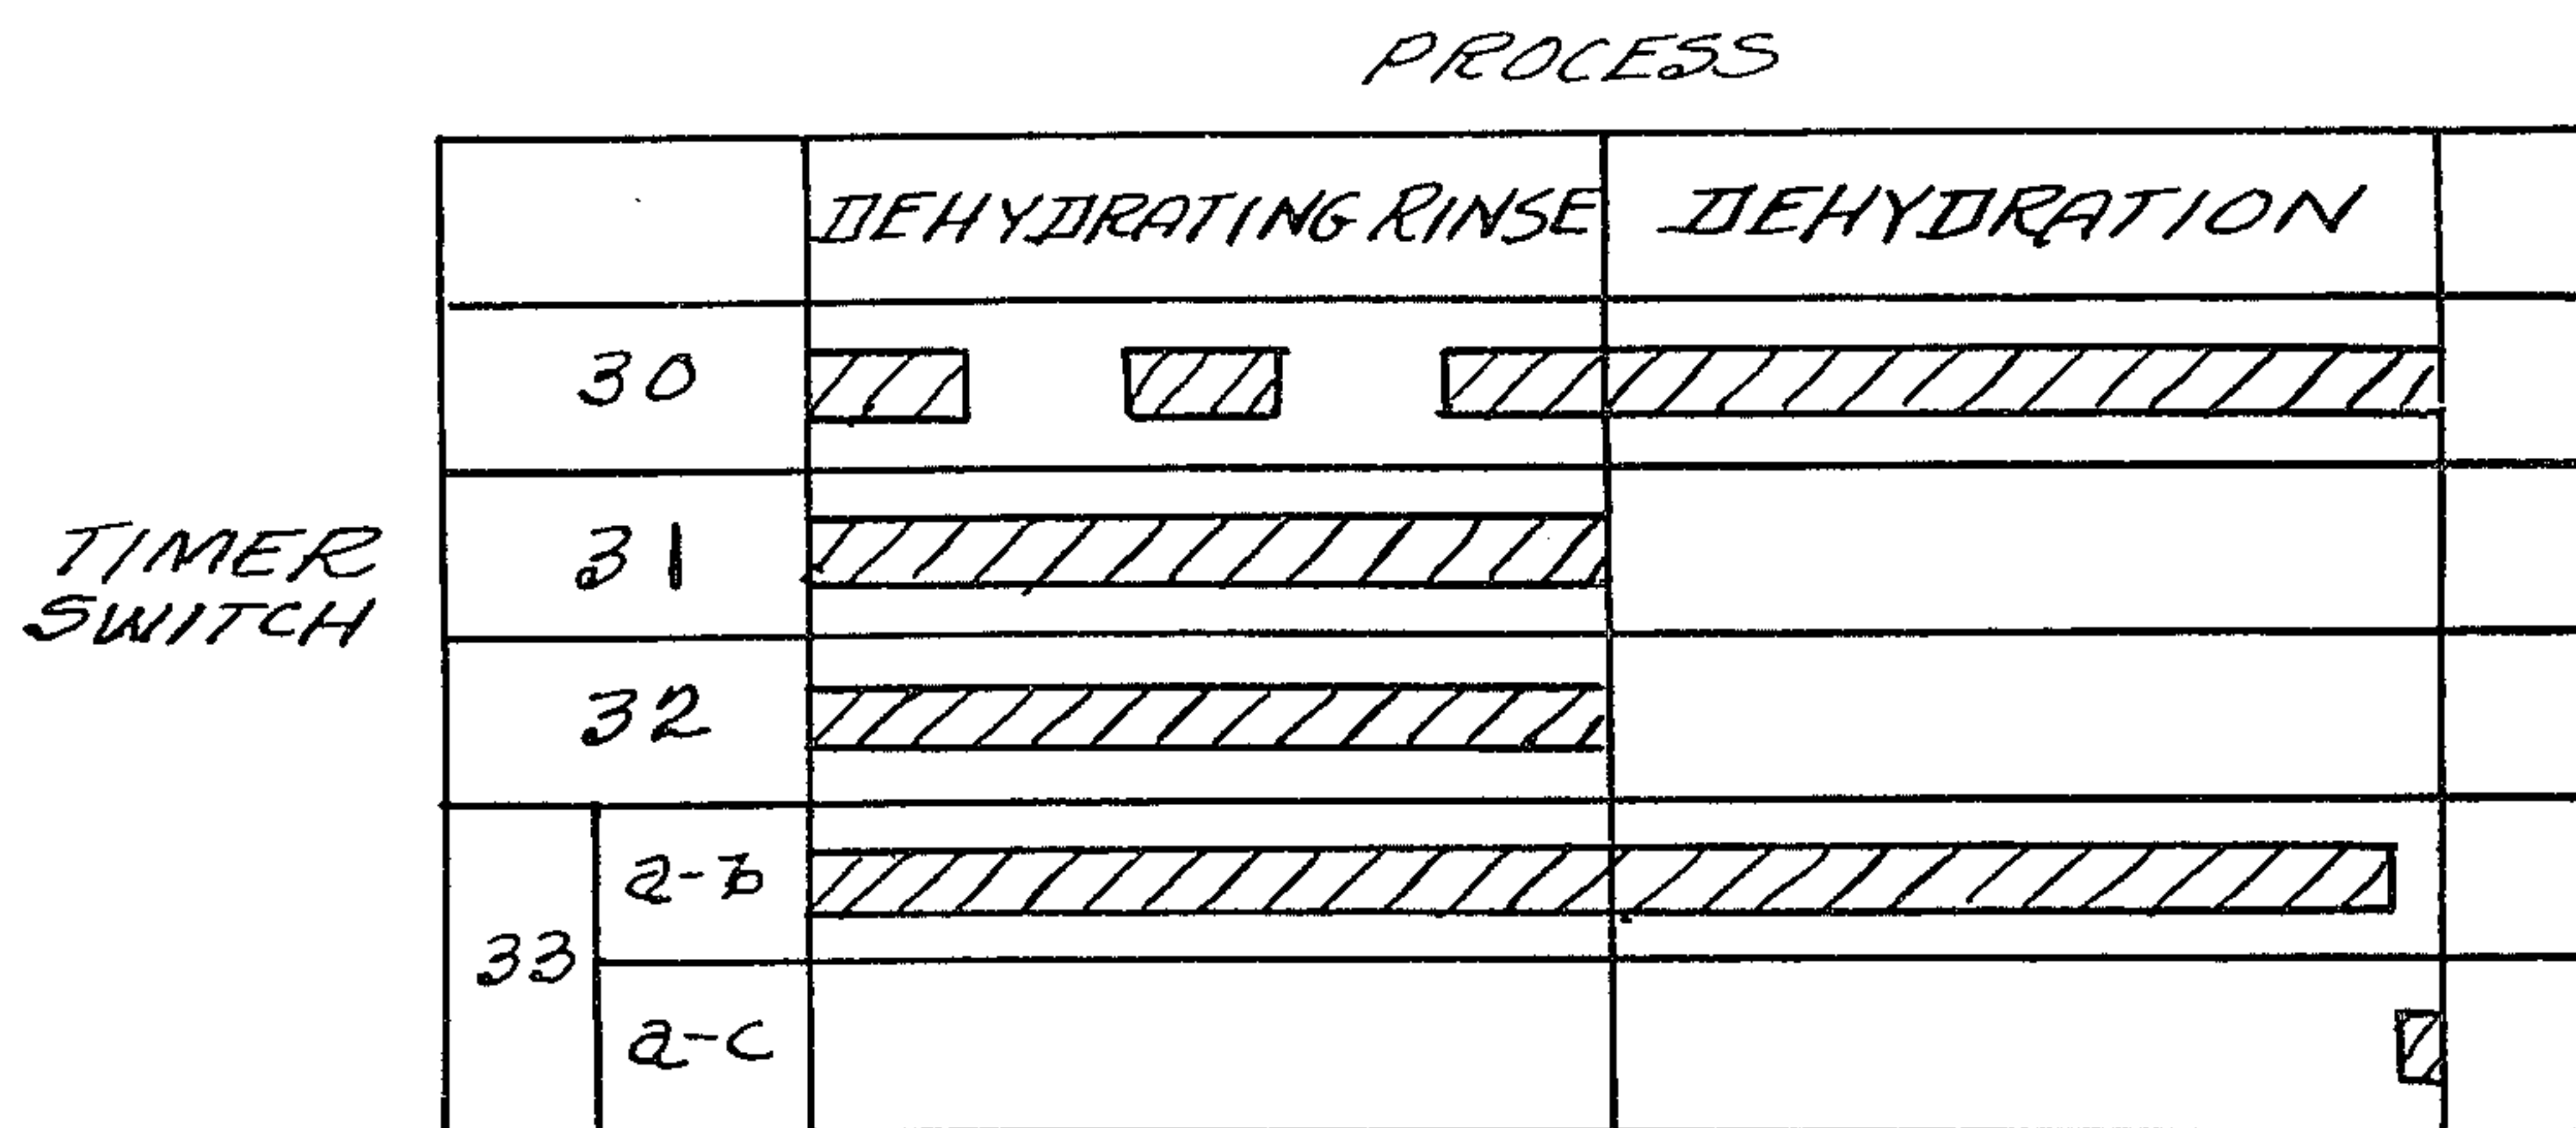 PROCESS
DEHYDRATING RINSE DEHYDRATION
30
31
TIMER
SWITCH
32
33
a-b
a-c